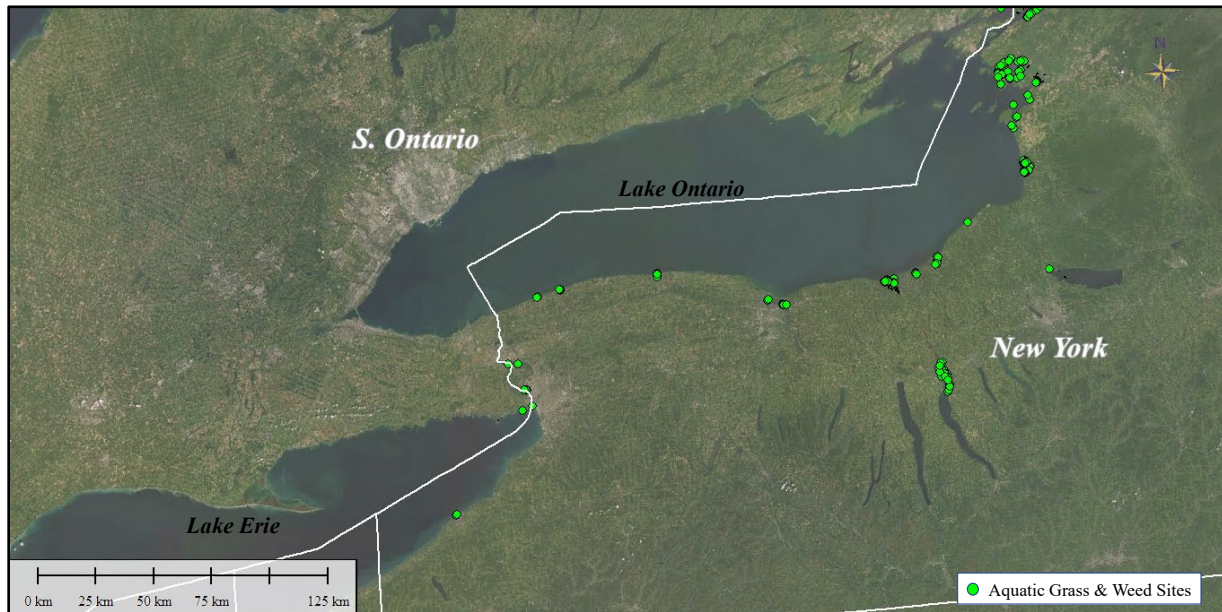 N
S. Ontario
Lake Ontario
New York
Lake Erie
0 km 25 km 50 km 75 km 125 km
Aquatic Grass & Weed Sites